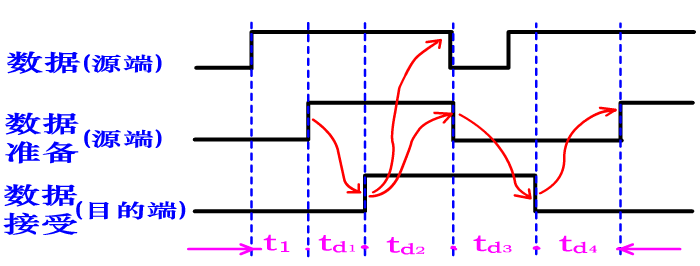 数据(源端)
数据
准备(源端)
数据
接受(目的端)
t1 td1 td2 td3 td4